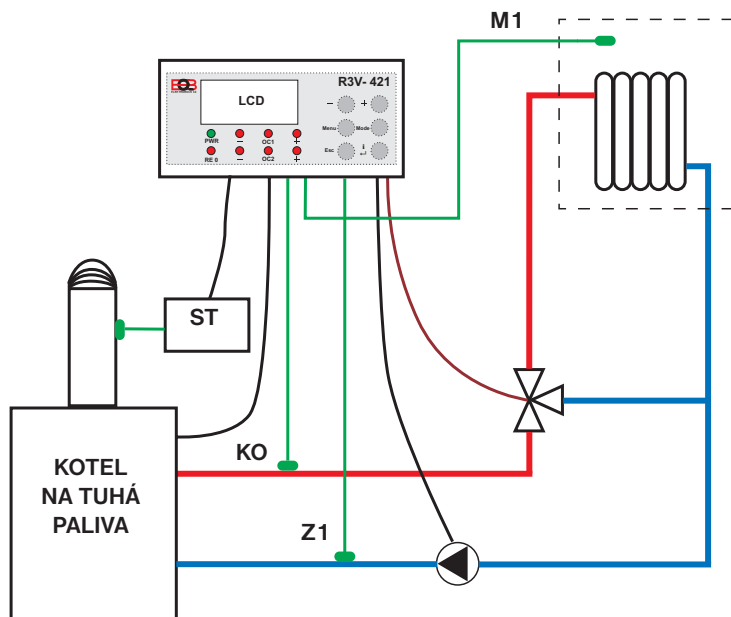 M1
R3V- 421
LCD
− +
Menu Mode
Esc i
PWR − OC1 +
RE 0 − OC2 +
ST
KO
KOTEL
NA TUHÁ
PALIVA
Z1